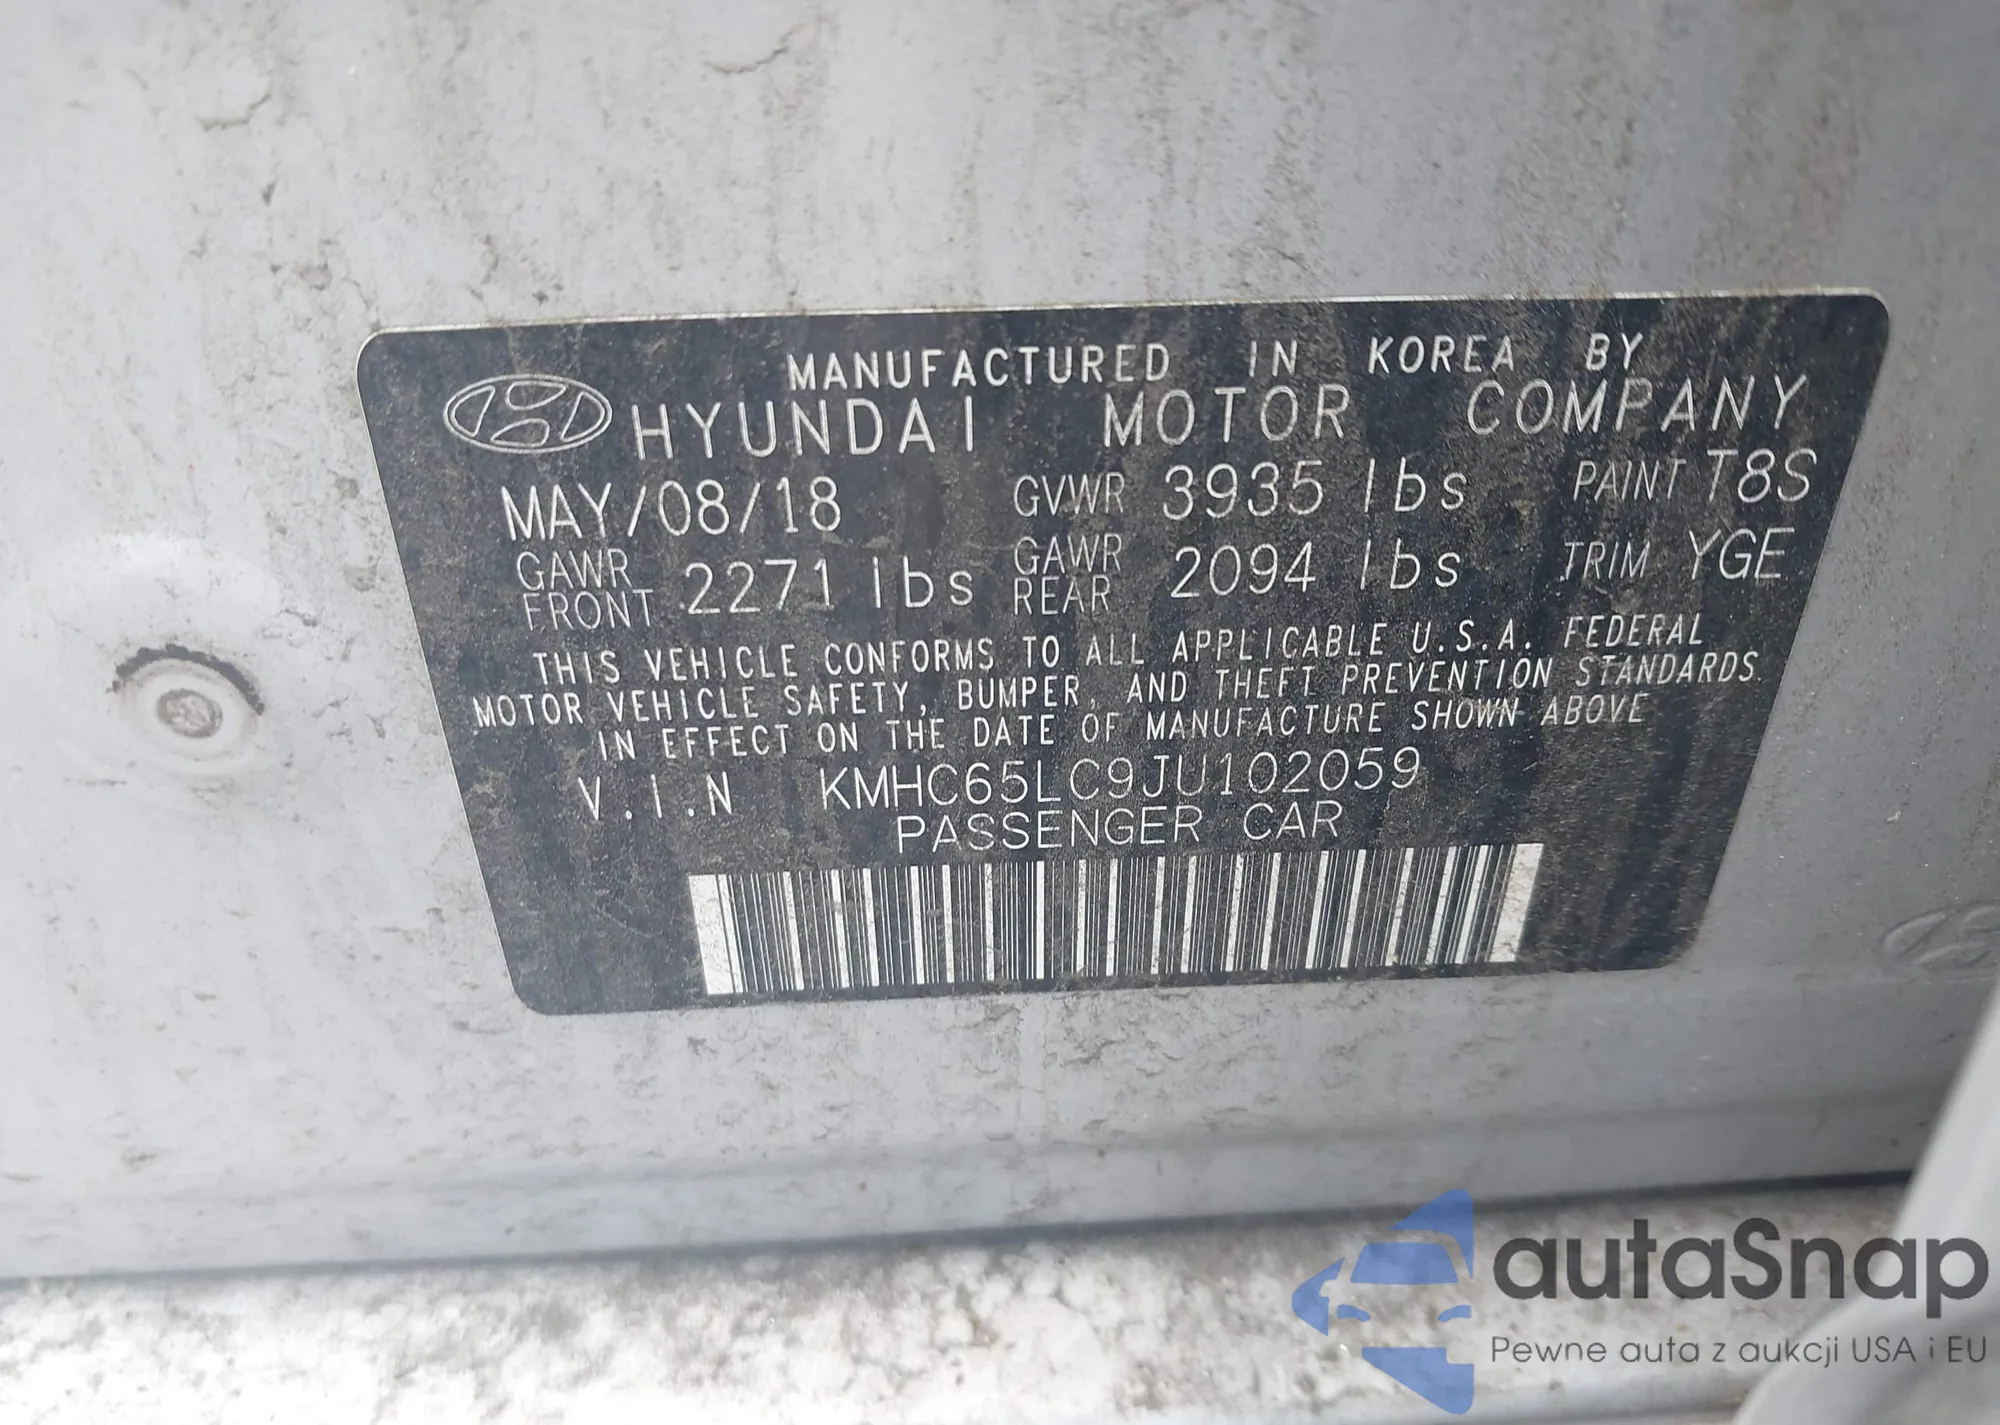 MANUFACTURED IN KOREA BY
HYUNDAI MOTOR COMPANY
MAY/08/18 GVWR 3935 lbs PAINT T8S
GAWR FRONT 2271 lbs GAWR REAR 2094 lbs TRIM YGE
THIS VEHICLE CONFORMS TO ALL APPLICABLE U.S.A. FEDERAL
MOTOR VEHICLE SAFETY, BUMPER, AND THEFT PREVENTION STANDARDS
IN EFFECT ON THE DATE OF MANUFACTURE SHOWN ABOVE
V.I.N KMHC65LC9JU102059
PASSENGER CAR
autaSnap
Pewne auta z aukcji USA i EU